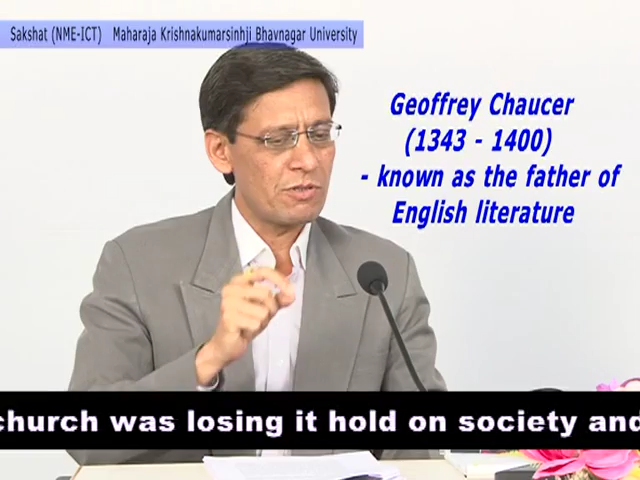 Sakshat (NME-ICT) Maharaja Krishnakumarsinhji Bhavnagar University
Geoffrey Chaucer
(1343 - 1400)
- known as the father of
English literature
church was losing it hold on society and